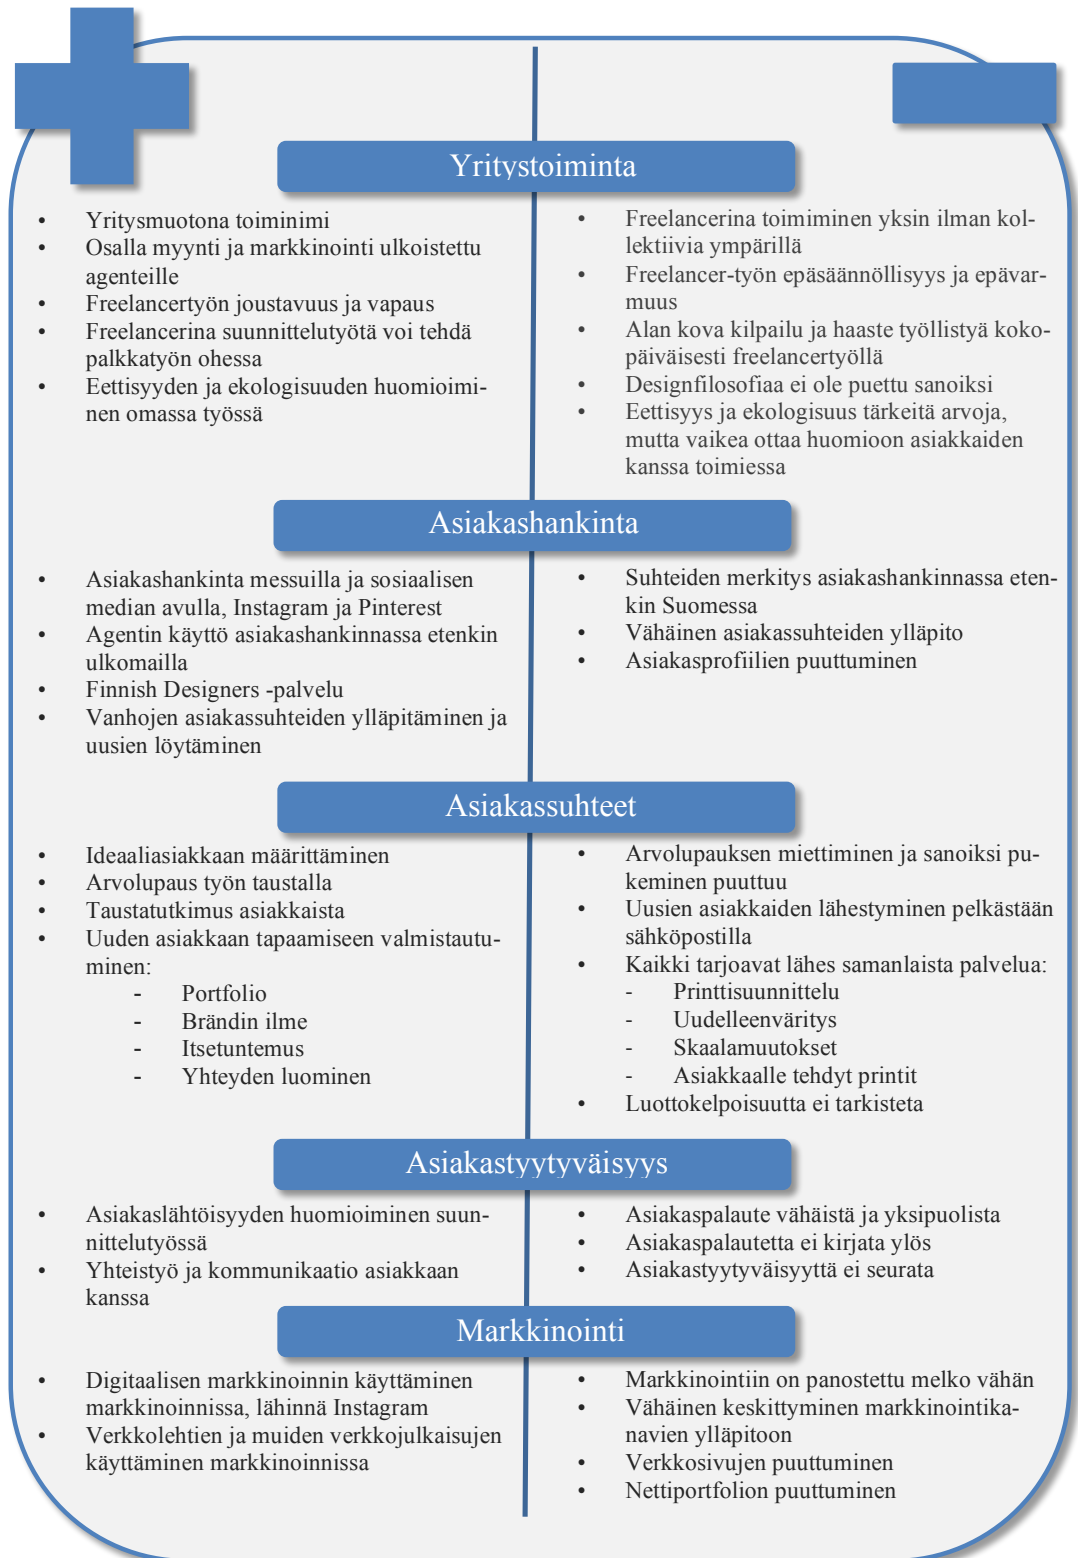 Yritystoiminta
• Yritysmuotona toiminimi
• Osalla myynti ja markkinointi ulkoistettu
agenteille
• Freelancertyön joustavuus ja vapaus
• Freelancerina suunnittelutyötä voi tehdä
palkkatyön ohessa
• Eettisyyden ja ekologisuuden huomioimi-
nen omassa työssä
• Freelancerina toimiminen yksin ilman kol-
lektiivia ympärillä
• Freelancer-työn epäsäännöllisyys ja epävar-
muus
• Alan kova kilpailu ja haaste työllistyä koko-
päiväisesti freelancertyöllä
• Designfilosofiaa ei ole puettu sanoiksi
• Eettisyys ja ekologisuus tärkeitä arvoja,
mutta vaikea ottaa huomioon asiakkaiden
kanssa toimiessa
Asiakashankinta
• Asiakashankinta messuilla ja sosiaalisen
median avulla, Instagram ja Pinterest
• Agentin käyttö asiakashankinnassa etenkin
ulkomailla
• Finnish Designers -palvelu
• Vanhojen asiakassuhteiden ylläpitäminen ja
uusien löytäminen
• Suhteiden merkitys asiakashankinnassa eten-
kin Suomessa
• Vähäinen asiakassuhteiden ylläpito
• Asiakasprofiilien puuttuminen
Asiakassuhteet
• Ideaaliasiakkaan määrittäminen
• Arvolupaus työn taustalla
• Taustatutkimus asiakkaista
• Uuden asiakkaan tapaamiseen valmistautu-
minen:
- Portfolio
- Brändin ilme
- Itsetuntemus
- Yhteyden luominen
• Arvolupauksen miettiminen ja sanoiksi pu-
keminen puuttuu
• Uusien asiakkaiden lähestyminen pelkästään
sähköpostilla
• Kaikki tarjoavat lähes samanlaista palvelua:
- Printtisuunnittelu
- Uudelleenväritys
- Skaalamuutokset
- Asiakkaalle tehdyt printit
• Luottokelpoisuutta ei tarkisteta
Asiakastyytyväisyys
• Asiakaslähtöisyyden huomioiminen suun-
nittelutyössä
• Yhteistyö ja kommunikaatio asiakkaan
kanssa
• Asiakaspalaute vähäistä ja yksipuolista
• Asiakaspalautetta ei kirjata ylös
• Asiakastyytyväisyyttä ei seurata
Markkinointi
• Digitaalisen markkinoinnin käyttäminen
markkinoinnissa, lähinnä Instagram
• Verkkolehtien ja muiden verkkojulkaisujen
käyttäminen markkinoinnissa
• Markkinointiin on panostettu melko vähän
• Vähäinen keskittyminen markkinointika-
navien ylläpitoon
• Verkkosivujen puuttuminen
• Nettiportfolion puuttuminen